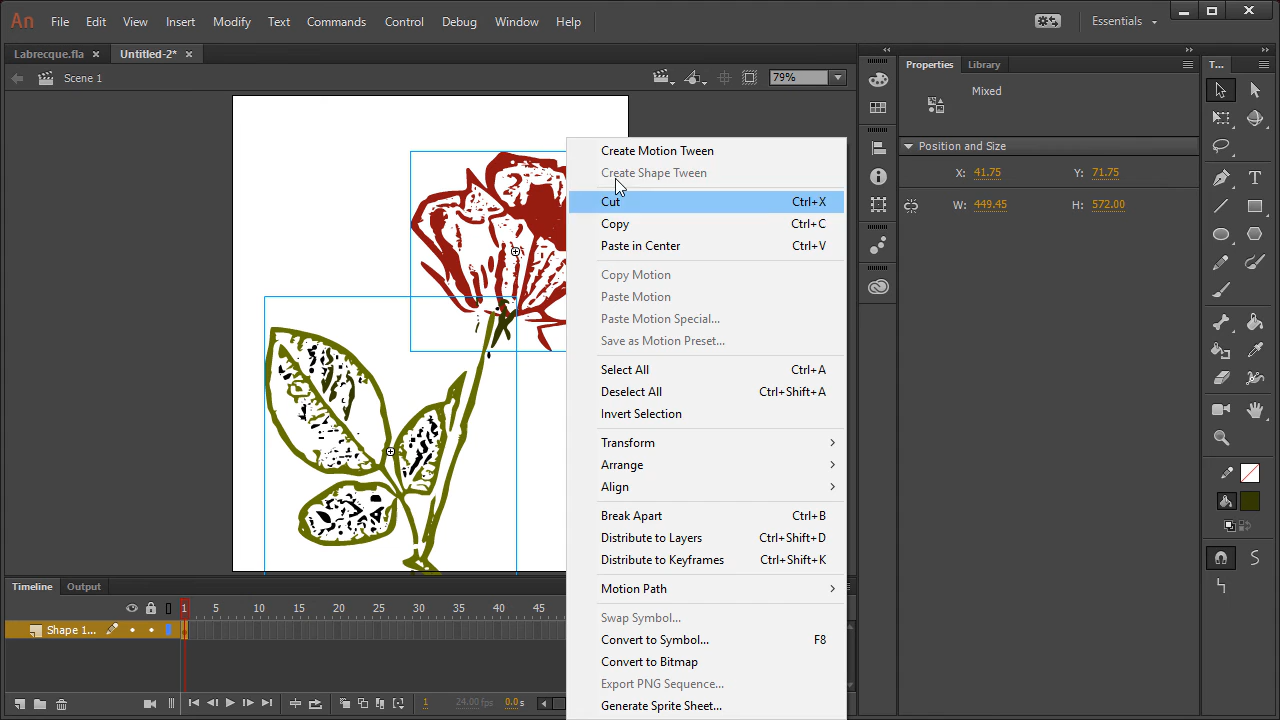 An File Edit View Insert Modify Text Commands Control Debug Window Help Essentials
Labrecque.fla × Untitled-2* × Properties Library T...
Scene 1 79% Mixed
Position and Size
X: 41.75 Y: 71.75
W: 449.45 H: 572.00
Create Motion Tween
Create Shape Tween
Cut Ctrl+X
Copy Ctrl+C
Paste in Center Ctrl+V
Copy Motion
Paste Motion
Paste Motion Special...
Save as Motion Preset...
Select All Ctrl+A
Deselect All Ctrl+Shift+A
Invert Selection
Transform
Arrange
Align
Break Apart Ctrl+B
Distribute to Layers Ctrl+Shift+D
Distribute to Keyframes Ctrl+Shift+K
Motion Path
Swap Symbol...
Convert to Symbol... F8
Convert to Bitmap
Export PNG Sequence...
Generate Sprite Sheet...
Timeline Output
1 5 10 15 20 25 30 35 40 45
Shape 1...
1 24.00 fps 0.0 s